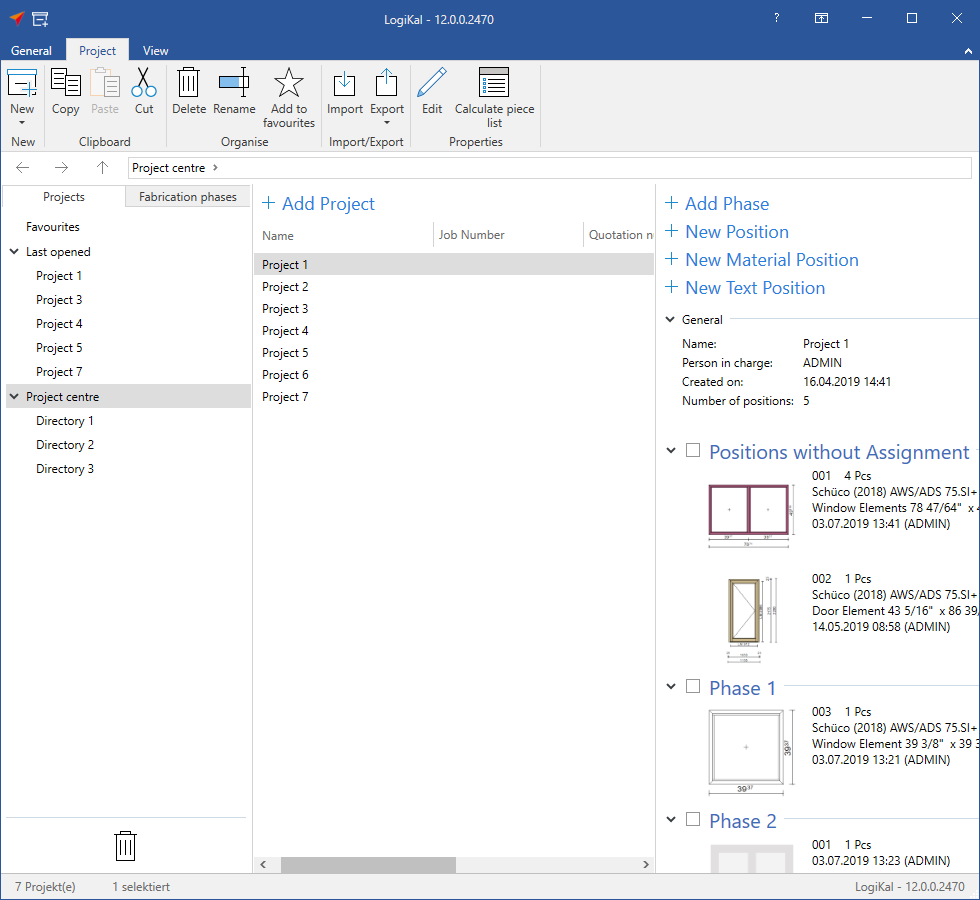 LogiKal - 12.0.0.2470
?
General Project View
New Copy Paste Cut Delete Rename Add to favourites Import Export Edit Calculate piece list
New Clipboard Organise Import/Export Properties
Project centre
Projects Fabrication phases
Favourites
Last opened
Project 1
Project 3
Project 4
Project 5
Project 7
Project centre
Directory 1
Directory 2
Directory 3
+ Add Project
Name Job Number Quotation n
Project 1
Project 2
Project 3
Project 4
Project 5
Project 6
Project 7
+ Add Phase
+ New Position
+ New Material Position
+ New Text Position
General
Name: Project 1
Person in charge: ADMIN
Created on: 16.04.2019 14:41
Number of positions: 5
Positions without Assignment
001 4 Pcs
Schüco (2018) AWS/ADS 75.SI+
Window Elements 78 47/64" x 4
03.07.2019 13:41 (ADMIN)
002 1 Pcs
Schüco (2018) AWS/ADS 75.SI+
Door Element 43 5/16" x 86 39/
14.05.2019 08:58 (ADMIN)
Phase 1
003 1 Pcs
Schüco (2018) AWS/ADS 75.SI+
Window Element 39 3/8" x 39 3
03.07.2019 13:21 (ADMIN)
39 37
39 37
Phase 2
001 1 Pcs
03.07.2019 13:23 (ADMIN)
7 Projekt(e) 1 selektiert LogiKal - 12.0.0.2470